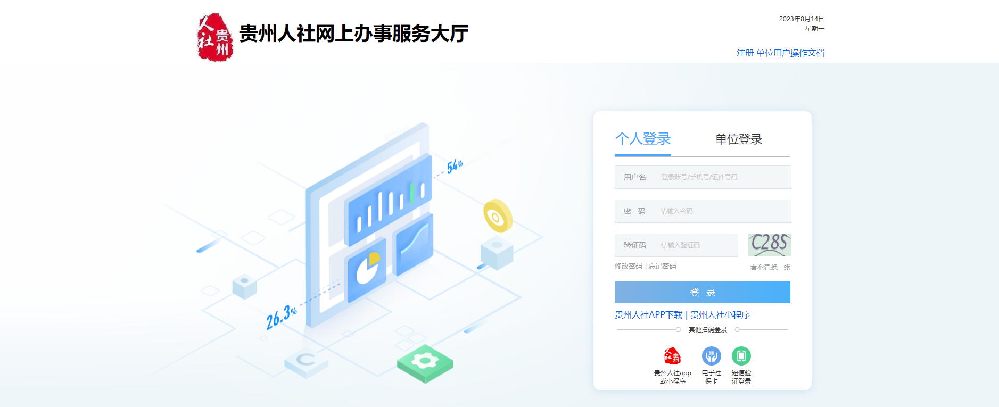 人社
贵州
贵州人社网上办事服务大厅
2023年8月14日
星期一
注册 单位用户操作文档
54%
26.3%
个人登录
单位登录
用户名 登录账号/手机号/证件号码
密 码 请输入密码
验证码 请输入验证码
C28S
修改密码 | 忘记密码
看不清,换一张
登 录
贵州人社APP下载 | 贵州人社小程序
其他扫码登录
人社
贵州
贵州人社app
或小程序
电子社
保卡
短信验
证登录